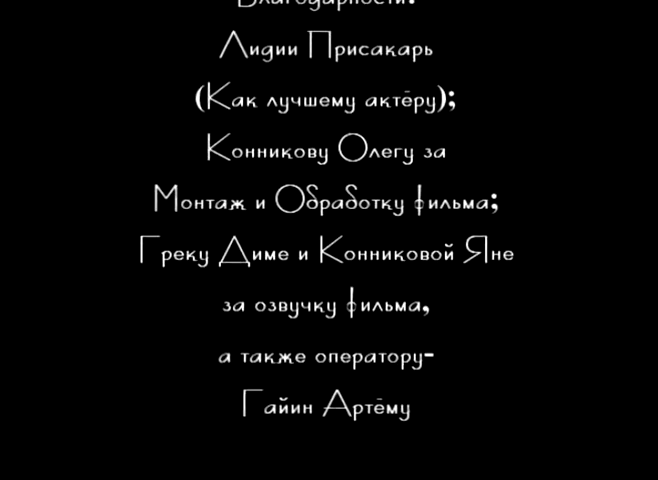 Благодарности:
Лидии Присакарь
(Как лучшему актёру);
Конникову Олегу за
Монтаж и Обработку фильма;
Греку Диме и Конниковой Яне
за озвучку фильма,
а также оператору-
Гайин Артёму